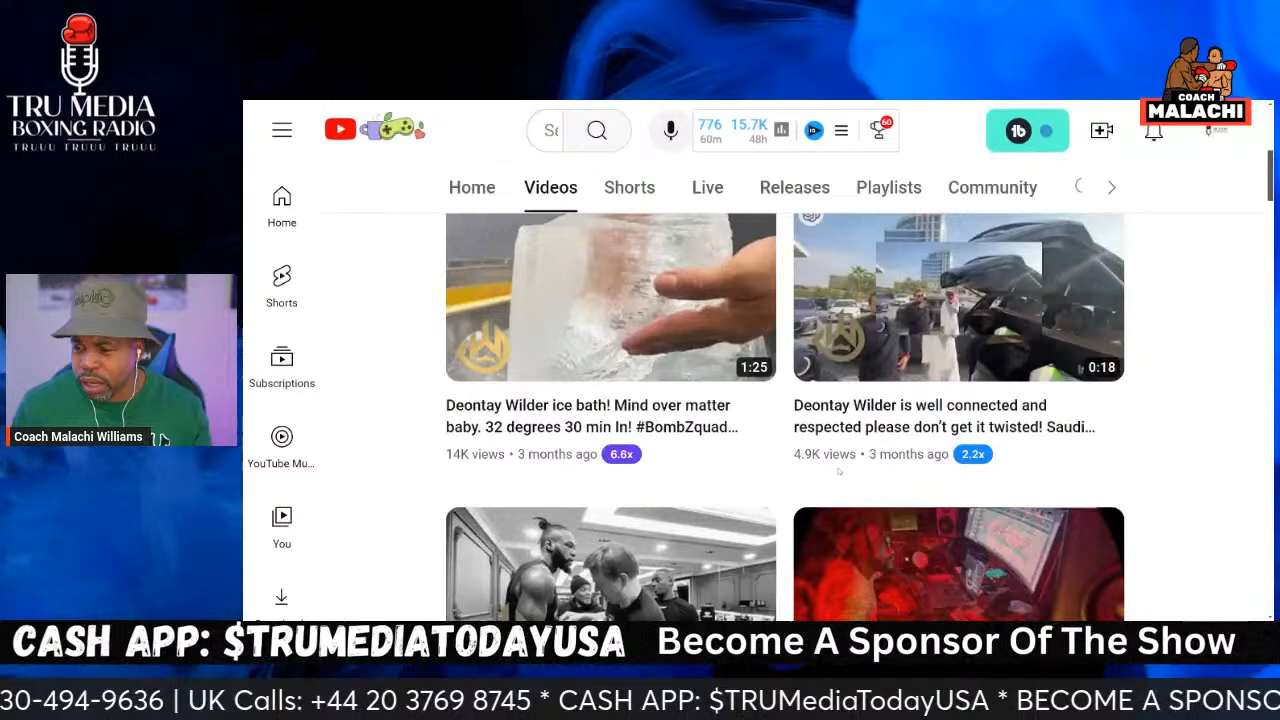 TRU MEDIA
BOXING RADIO
TRUUU TRUUU TRUUU
COACH
MALACHI
776
60m
15.7K
48h
60
Home
Videos
Shorts
Live
Releases
Playlists
Community
Home
Shorts
Subscriptions
YouTube Mu...
You
1:25
0:18
Deontay Wilder ice bath! Mind over matter
baby. 32 degrees 30 min In! #BombZquad...
14K views • 3 months ago 6.6x
Deontay Wilder is well connected and
respected please don't get it twisted! Saudi...
4.9K views • 3 months ago 2.2x
Coach Malachi Williams
CASH APP: $TRUMEDIATODAYUSA Become A Sponsor Of The Show
30-494-9636 | UK Calls: +44 20 3769 8745 * CASH APP: $TRUMediaTodayUSA * BECOME A SPONSO